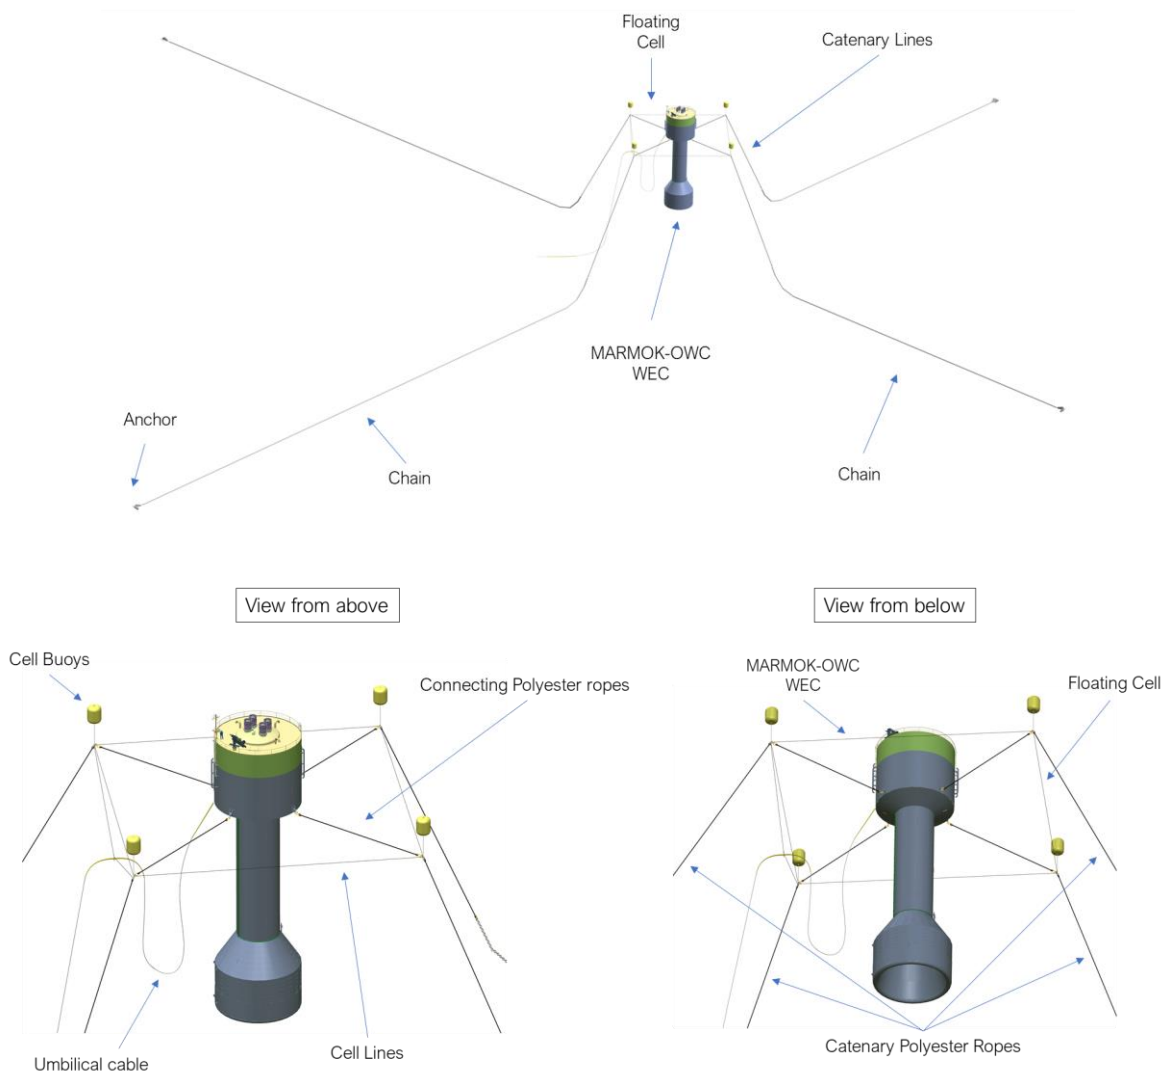 Floating
Cell
Catenary Lines
MARMOK-OWC
WEC
Anchor
Chain
Chain
View from above
View from below
Cell Buoys
Connecting Polyester ropes
MARMOK-OWC
WEC
Floating Cell
Umbilical cable
Cell Lines
Catenary Polyester Ropes